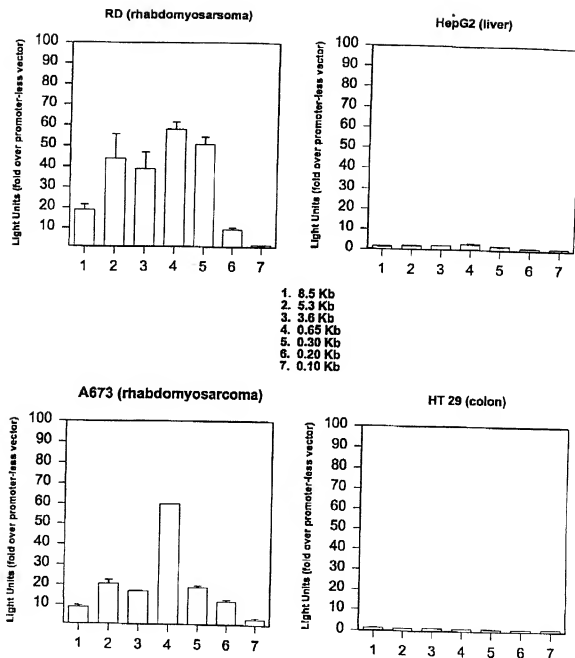 RD (rhabdomyosarsoma)
Light Units (fold over promoter-less vector)
100
90
80
70
60
50
40
30
20
10
1 2 3 4 5 6 7
HepG2 (liver)
Light Units (fold over promoter-less vector)
100
90
80
70
60
50
40
30
20
10
0
1 2 3 4 5 6 7
1. 8.5 Kb
2. 5.3 Kb
3. 3.6 Kb
4. 0.65 Kb
5. 0.30 Kb
6. 0.20 Kb
7. 0.10 Kb
A673 (rhabdomyosarcoma)
Light Units (fold over promoter-less vector)
100
90
80
70
60
50
40
30
20
10
1 2 3 4 5 6 7
HT 29 (colon)
Light Units (fold over promoter-less vector)
100
90
80
70
60
50
40
30
20
10
0
1 2 3 4 5 6 7